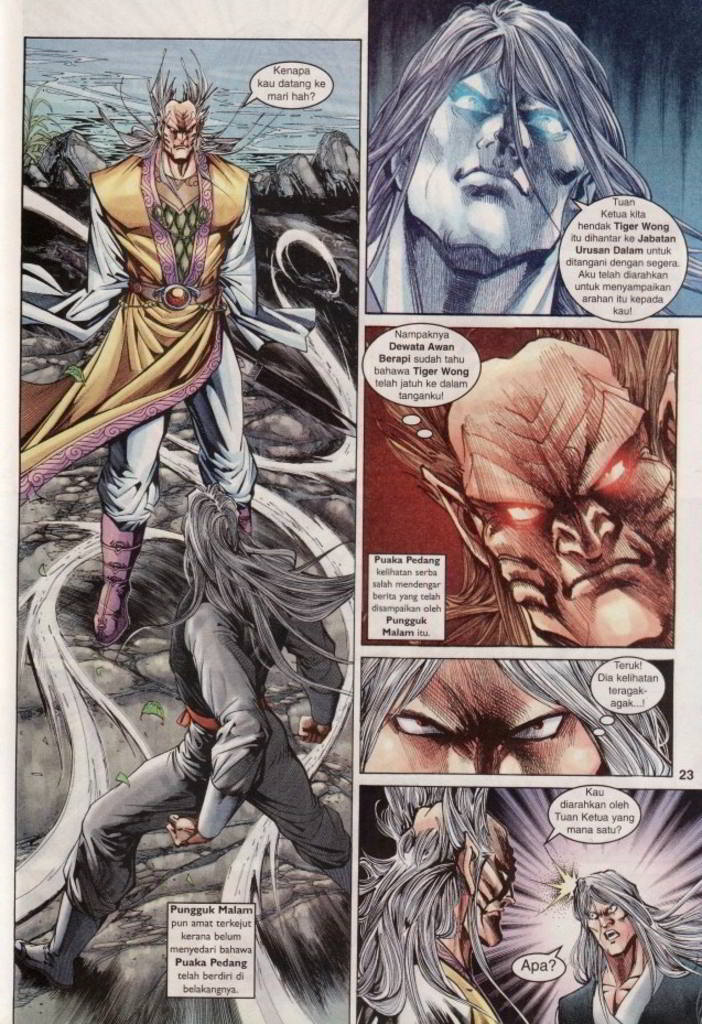 Kenapa
kau datang ke
mari hah?
Pungguk Malam
pun amat terkejut
kerana belum
menyedari bahawa
Puaka Pedang
telah berdiri di
belakangnya.
Tuan
Ketua kita
hendak Tiger Wong
itu dihantar ke Jabatan
Urusan Dalam untuk
ditangani dengan segera.
Aku telah diarahkan
untuk menyampaikan
arahan itu kepada
kau!
Nampaknya
Dewata Awan
Berapi sudah tahu
bahawa Tiger Wong
telah jatuh ke dalam
tanganku!
Puaka Pedang
kelihatan serba
salah mendengar
berita yang telah
disampaikan oleh
Pungguk
Malam itu.
Teruk!
Dia kelihatan
teragak-
agak...!
23
Kau
diarahkan oleh
Tuan Ketua yang
mana satu?
Apa?